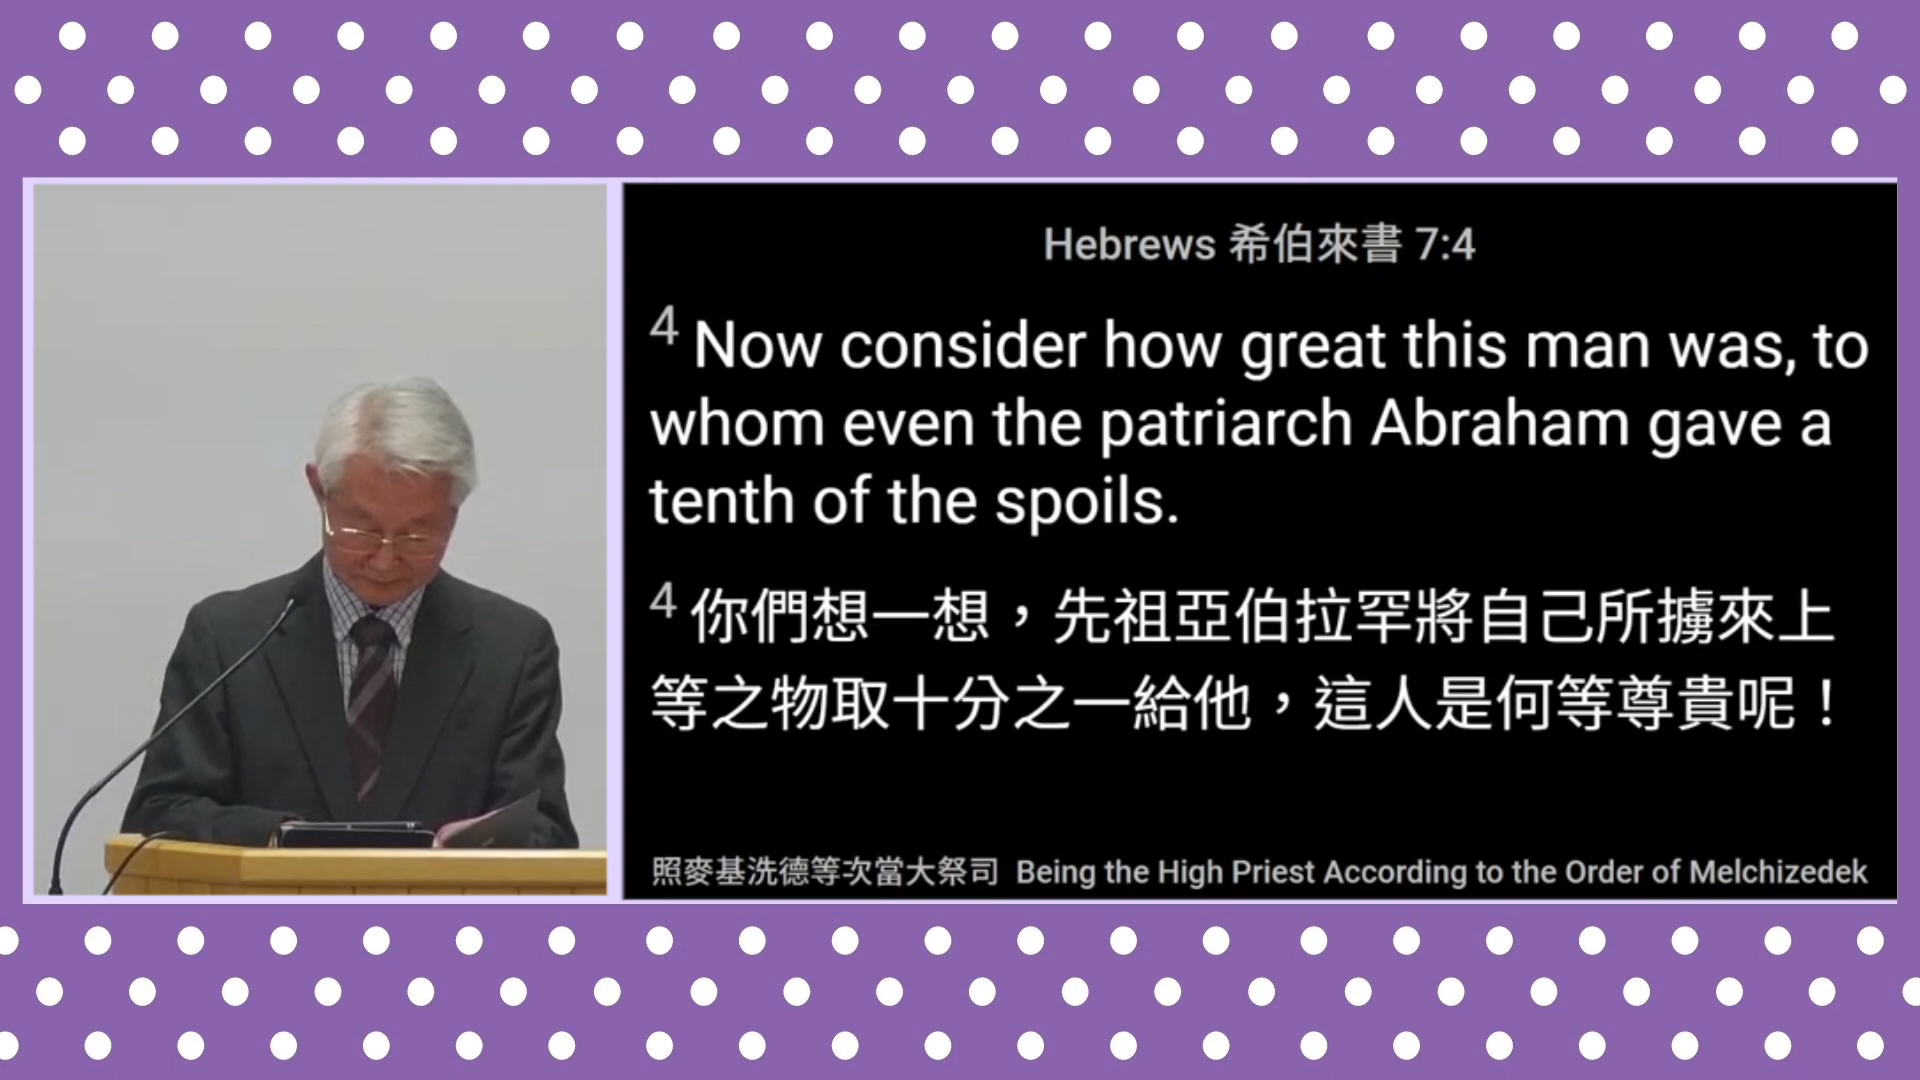 Hebrews 希伯來書 7:4
4 Now consider how great this man was, to
whom even the patriarch Abraham gave a
tenth of the spoils.
4 你們想一想，先祖亞伯拉罕將自己所擄來上
等之物取十分之一給他，這人是何等尊貴呢！
照麥基洗德等次當大祭司 Being the High Priest According to the Order of Melchizedek